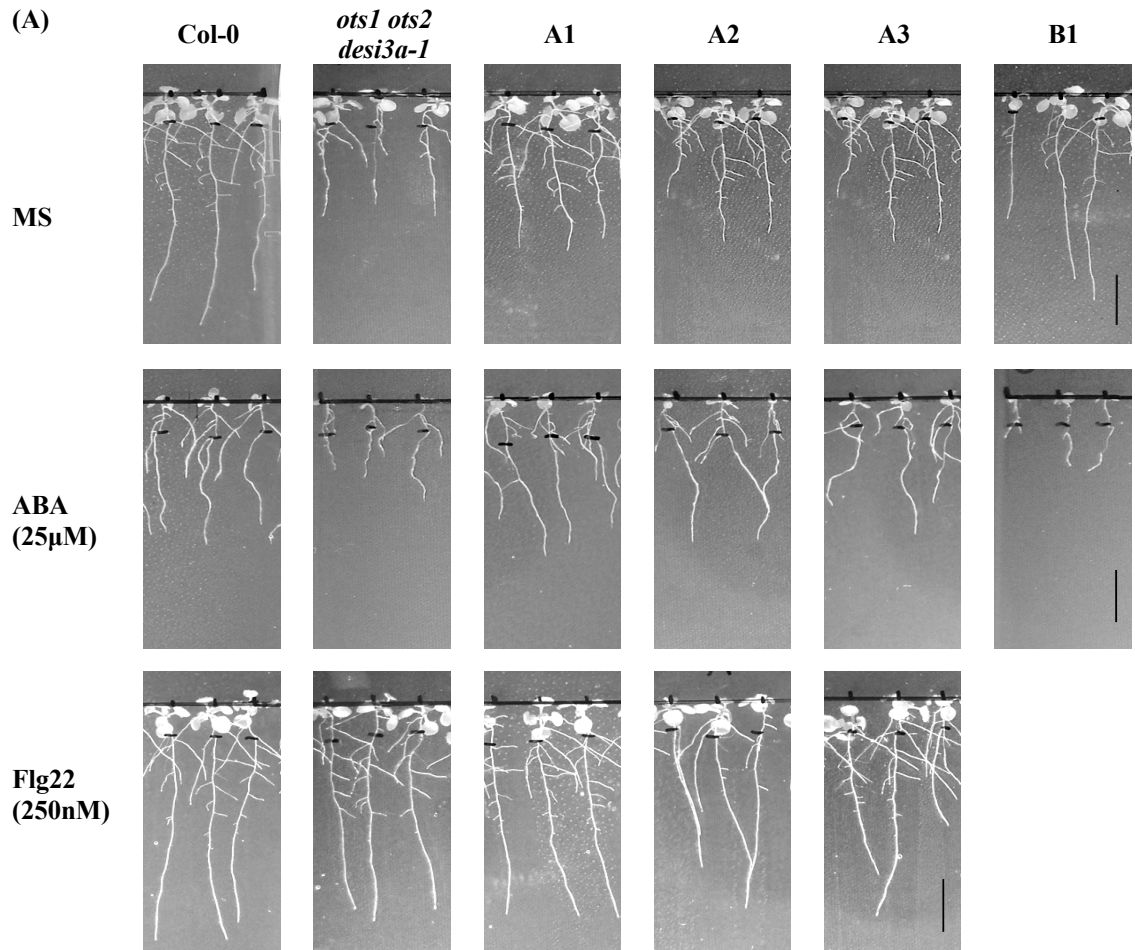 (A)
Col-0
ots1 ots2
desi3a-1
A1
A2
A3
B1
MS
ABA
(25µM)
Flg22
(250nM)